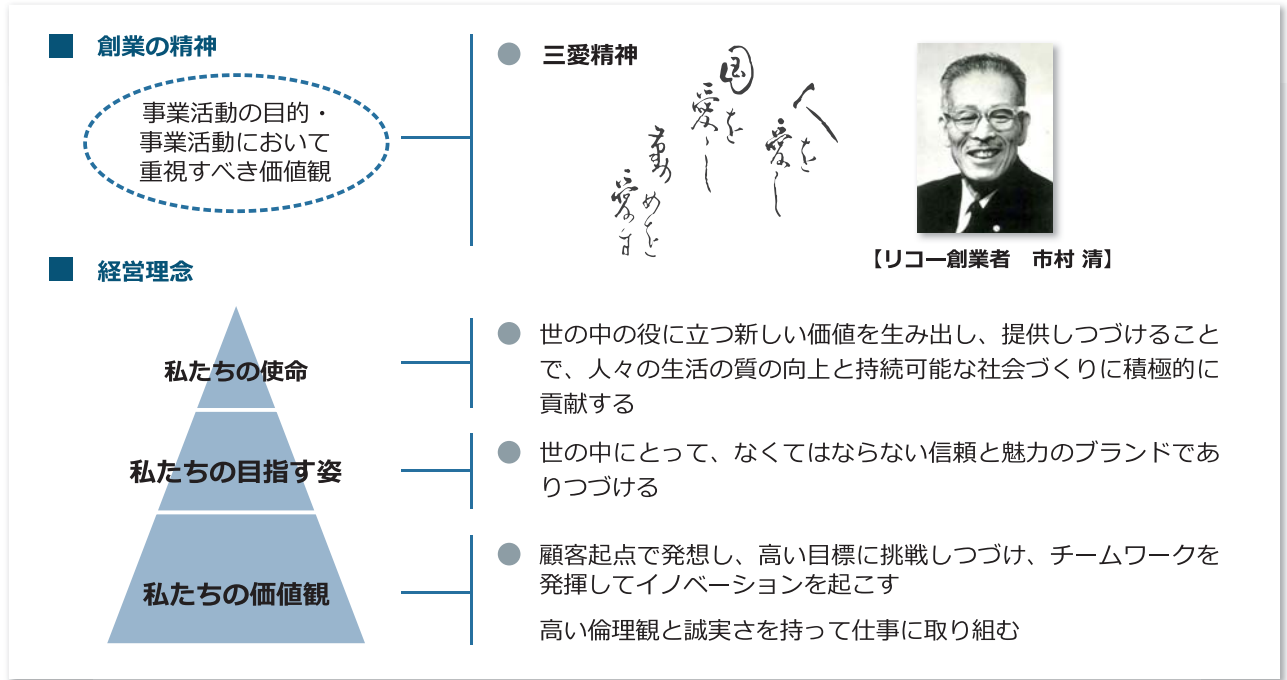 創業の精神
事業活動の目的・
事業活動において
重視すべき価値観
三愛精神
人を
愛し
国を
愛し
勤めを
愛す
【リコー創業者　市村 清】
経営理念
私たちの使命
世の中の役に立つ新しい価値を生み出し、提供しつづけること
で、人々の生活の質の向上と持続可能な社会づくりに積極的に
貢献する
私たちの目指す姿
世の中にとって、なくてはならない信頼と魅力のブランドであ
りつづける
私たちの価値観
顧客起点で発想し、高い目標に挑戦しつづけ、チームワークを
発揮してイノベーションを起こす
高い倫理観と誠実さを持って仕事に取り組む